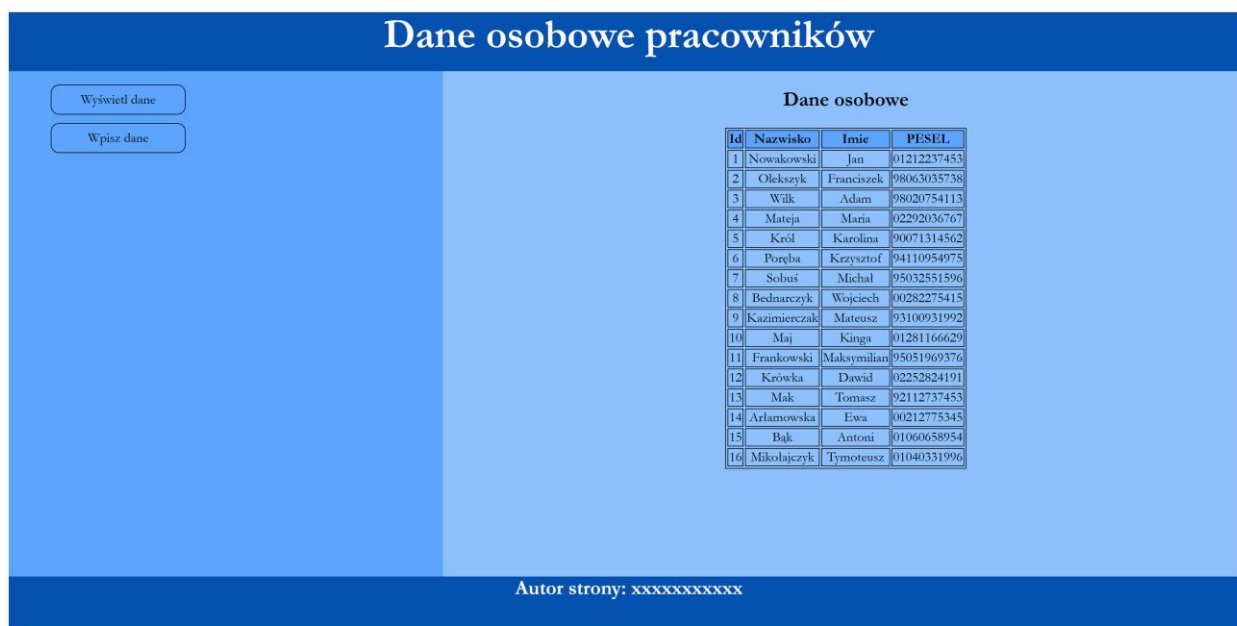 Dane osobowe pracowników
Wyświetl dane
Wpisz dane
Dane osobowe
Id Nazwisko Imie PESEL
1 Nowakowski Jan 01212237453
2 Olekszyk Franciszek 98063035738
3 Wilk Adam 98020754113
4 Mateja Maria 02292036767
5 Król Karolina 90071314562
6 Poręba Krzysztof 94110954975
7 Sobuś Michał 95032551596
8 Bednarczyk Wojciech 00282275415
9 Kazimierczak Mateusz 93100931992
10 Maj Kinga 01281166629
11 Frankowski Maksymilian 95051969376
12 Krówka Dawid 02252824191
13 Mak Tomasz 92112737453
14 Arłamowska Ewa 00212775345
15 Bąk Antoni 01060658954
16 Mikołajczyk Tymoteusz 01040331996
Autor strony: xxxxxxxxxxx